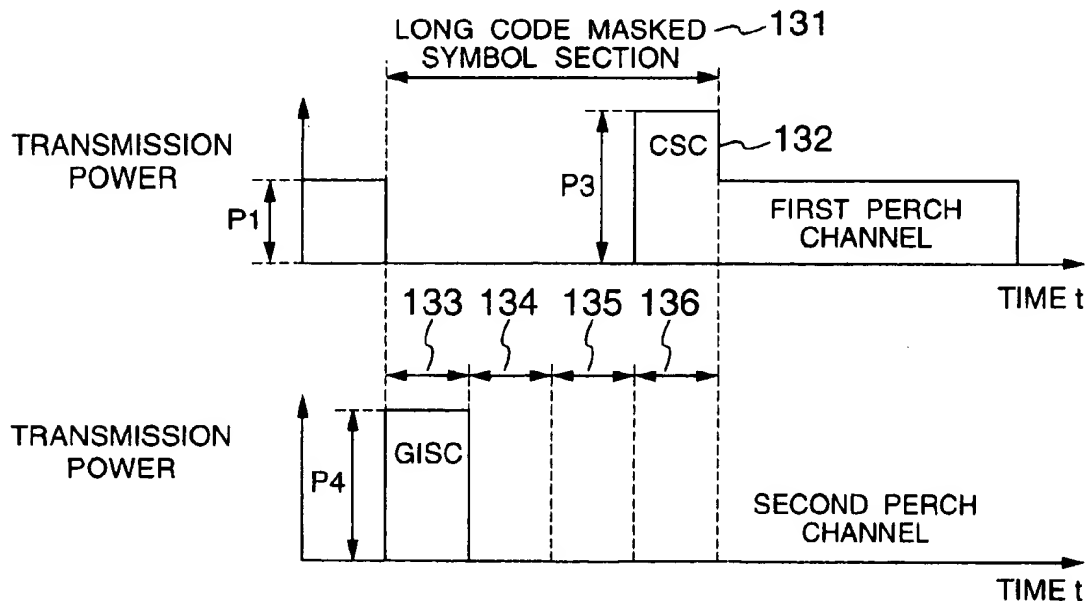 LONG CODE MASKED 131
SYMBOL SECTION
TRANSMISSION
POWER
P1
P3
CSC
132
FIRST PERCH
CHANNEL
TIME t
133
134
135
136
TRANSMISSION
POWER
P4
GISC
SECOND PERCH
CHANNEL
TIME t